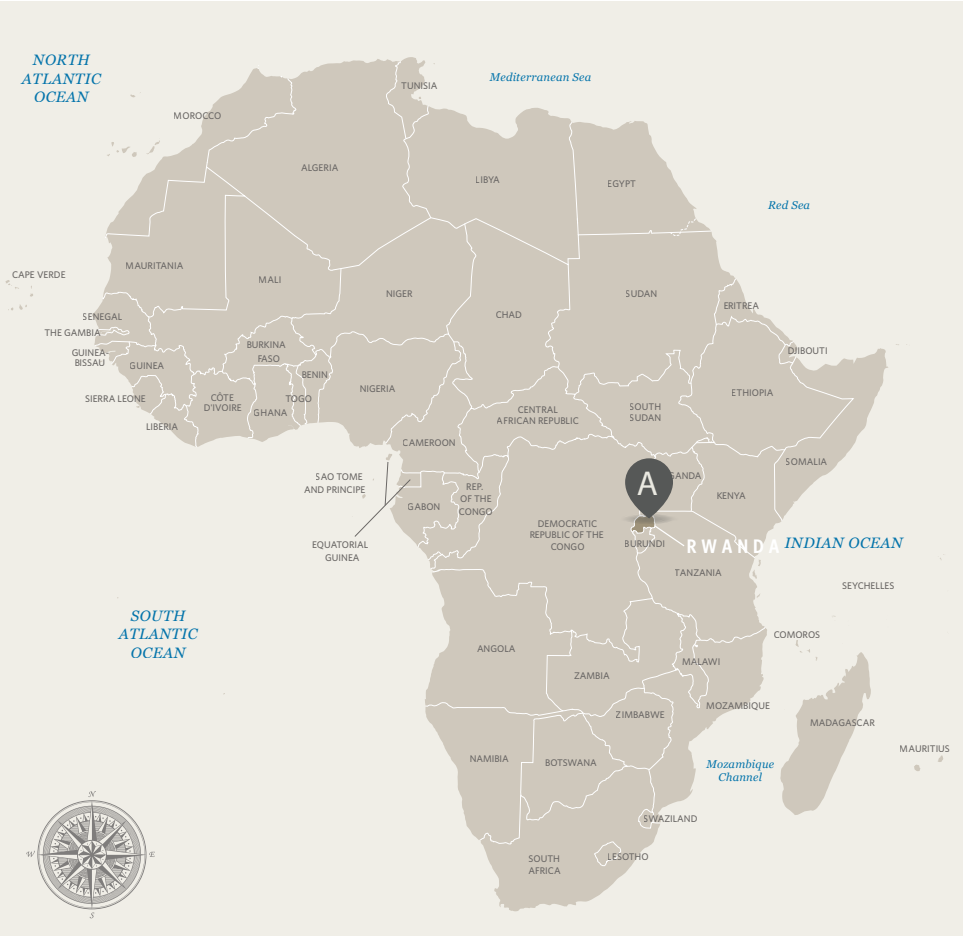 NORTH
ATLANTIC
OCEAN
Mediterranean Sea
TUNISIA
MOROCCO
ALGERIA
LIBYA
EGYPT
Red Sea
MAURITANIA
MALI
NIGER
CHAD
SUDAN
CAPE VERDE
ERITREA
SENEGAL
THE GAMBIA
GUINEA-
BISSAU
GUINEA
BURKINA
FASO
DJIBOUTI
BENIN
NIGERIA
ETHIOPIA
SIERRA LEONE
CÔTE
D'IVOIRE
TOGO
GHANA
LIBERIA
CENTRAL
AFRICAN REPUBLIC
SOUTH
SUDAN
CAMEROON
SOMALIA
SAO TOME
AND PRINCIPE
REP.
OF THE
CONGO
GABON
A
GANDA
KENYA
EQUATORIAL
GUINEA
DEMOCRATIC
REPUBLIC OF THE
CONGO
BURUNDI
RWANDA
INDIAN OCEAN
TANZANIA
SEYCHELLES
SOUTH
ATLANTIC
OCEAN
ANGOLA
COMOROS
ZAMBIA
MALAWI
MOZAMBIQUE
ZIMBABWE
MADAGASCAR
MAURITIUS
NAMIBIA
BOTSWANA
Mozambique
Channel
SWAZILAND
SOUTH
AFRICA
LESOTHO
N
W
E
S